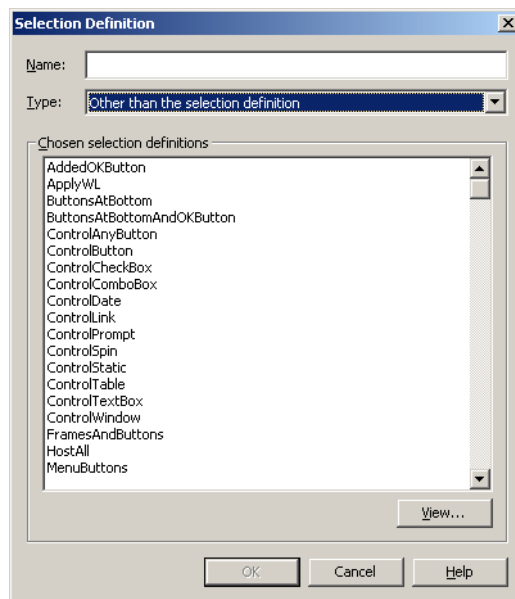 Selection Definition
Name:
Type: Other than the selection definition
Chosen selection definitions
AddedOKButton
ApplyWL
ButtonsAtBottom
ButtonsAtBottomAndOKButton
ControlAnyButton
ControlButton
ControlCheckBox
ControlComboBox
ControlDate
ControlLink
ControlPrompt
ControlSpin
ControlStatic
ControlTable
ControlTextBox
ControlWindow
FramesAndButtons
HostAll
MenuButtons
View...
OK Cancel Help